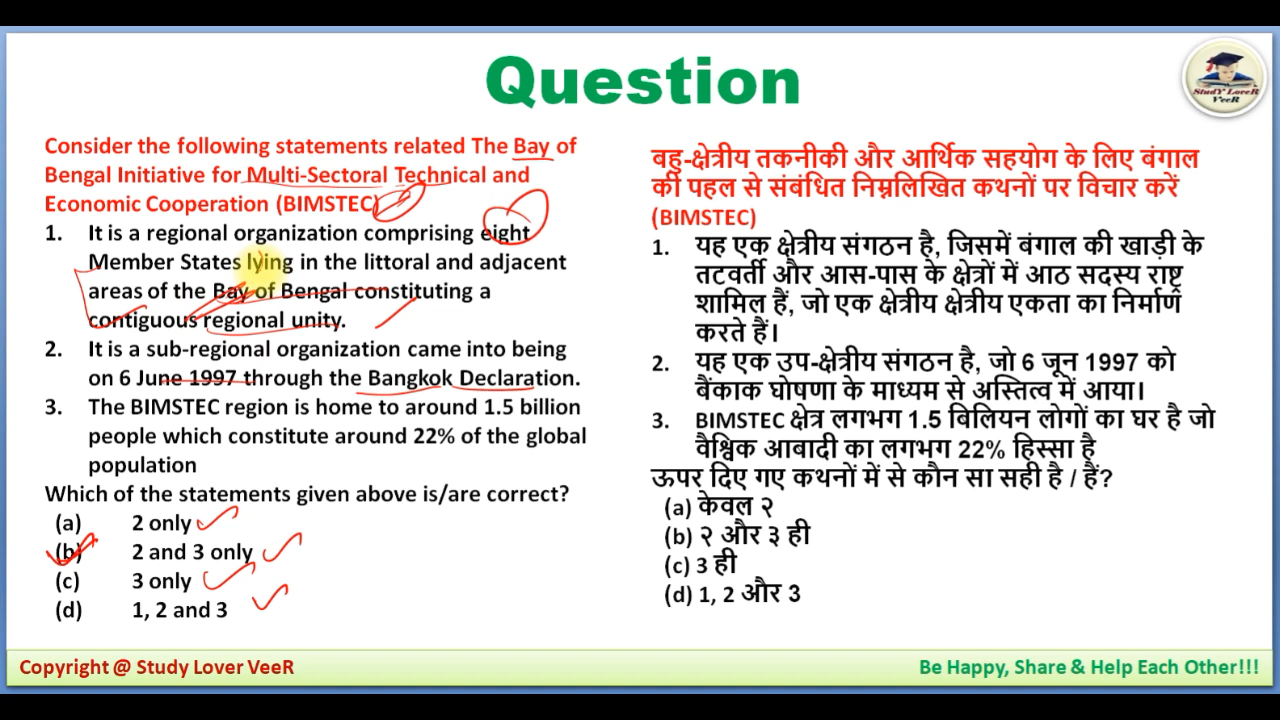 Question
StudY LoveR
VeeR
Consider the following statements related The Bay of
Bengal Initiative for Multi-Sectoral Technical and
Economic Cooperation (BIMSTEC)
1. It is a regional organization comprising eight
Member States lying in the littoral and adjacent
areas of the Bay of Bengal constituting a
contiguous regional unity.
2. It is a sub-regional organization came into being
on 6 June 1997 through the Bangkok Declaration.
3. The BIMSTEC region is home to around 1.5 billion
people which constitute around 22% of the global
population
Which of the statements given above is/are correct?
(a) 2 only
(b) 2 and 3 only
(c) 3 only
(d) 1, 2 and 3
बहु-क्षेत्रीय तकनीकी और आर्थिक सहयोग के लिए बंगाल
की पहल से संबंधित निम्नलिखित कथनों पर विचार करें
(BIMSTEC)
1. यह एक क्षेत्रीय संगठन है, जिसमें बंगाल की खाड़ी के
तटवर्ती और आस-पास के क्षेत्रों में आठ सदस्य राष्ट्र
शामिल हैं, जो एक क्षेत्रीय क्षेत्रीय एकता का निर्माण
करते हैं।
2. यह एक उप-क्षेत्रीय संगठन है, जो 6 जून 1997 को
बैंकाक घोषणा के माध्यम से अस्तित्व में आया।
3. BIMSTEC क्षेत्र लगभग 1.5 बिलियन लोगों का घर है जो
वैश्विक आबादी का लगभग 22% हिस्सा है
ऊपर दिए गए कथनों में से कौन सा सही है / हैं?
(a) केवल २
(b) २ और ३ ही
(c) 3 ही
(d) 1, 2 और 3
Copyright @ Study Lover VeeR
Be Happy, Share & Help Each Other!!!